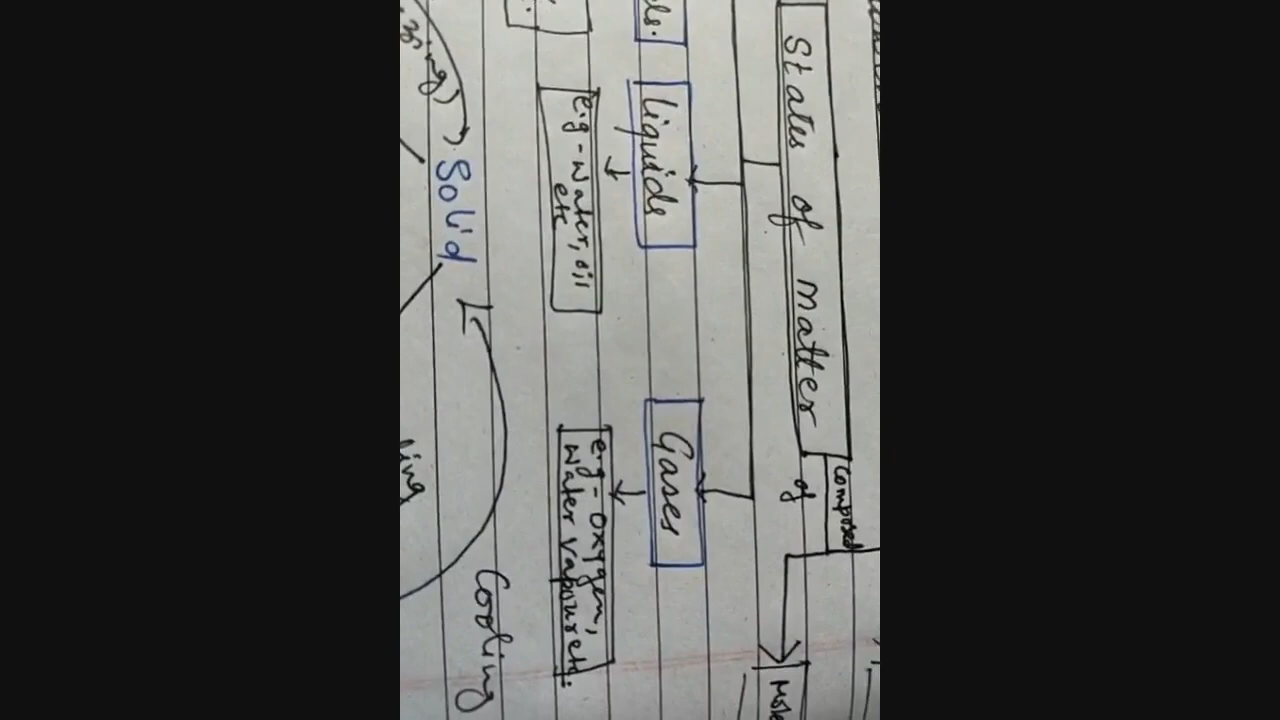 States of Matter
Composed
of
liquids
Gases
e.g - Water, oil
etc
e.g - Oxygen,
Water vapour etc.
Solid
Cooling